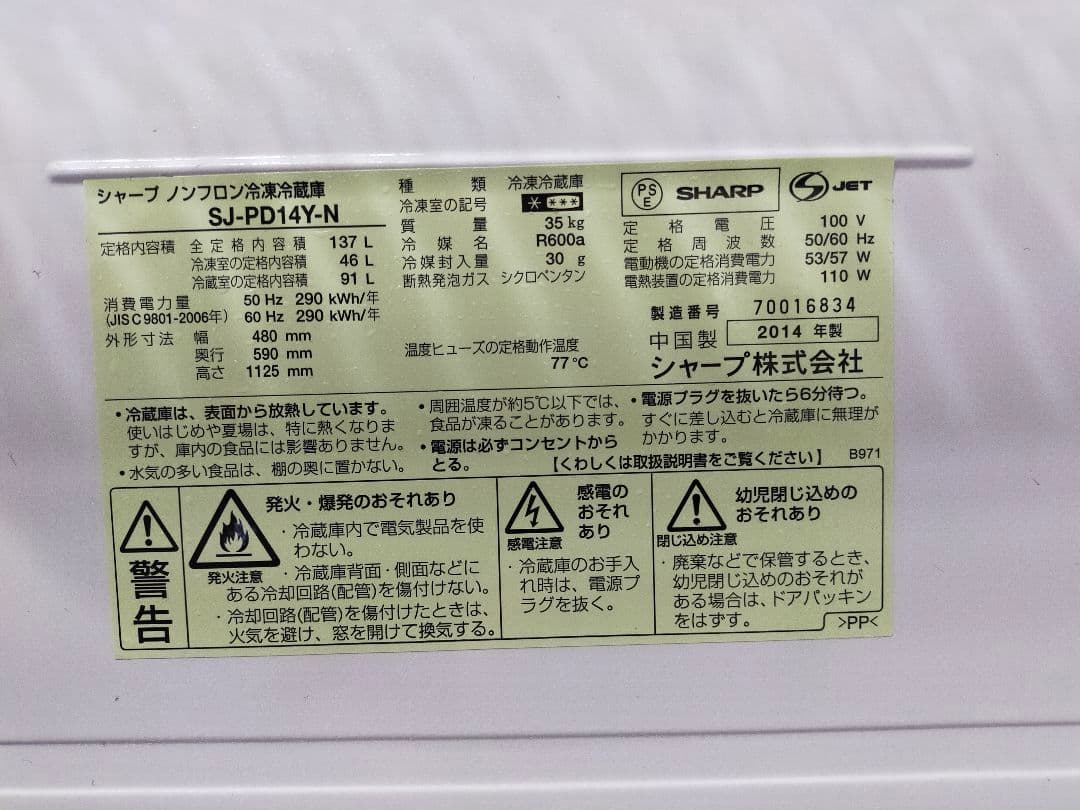 シャープ ノンフロン冷凍冷蔵庫
SJ-PD14Y-N
定格内容積 全定格内容積 137 L
冷凍室の定格内容積 46 L
冷蔵室の定格内容積 91 L
消費電力量 50 Hz 290 kWh/年
(JIS C 9801-2006年) 60 Hz 290 kWh/年
外形寸法 幅 480 mm
奥行 590 mm
高さ 1125 mm
種類 冷凍冷蔵庫
冷凍室の記号 * ***
質量 35 kg
冷媒名 R600a
冷媒封入量 30 g
断熱発泡ガス シクロペンタン
温度ヒューズの定格動作温度
77 ℃
PS
E
SHARP
S JET
定格電圧 100 V
定格周波数 50/60 Hz
電動機の定格消費電力 53/57 W
電熱装置の定格消費電力 110 W
製造番号 70016834
中国製 2014 年製
シャープ株式会社
・冷蔵庫は、表面から放熱しています。
使いはじめや夏場は、特に熱くなりま
すが、庫内の食品には影響ありません。
・水気の多い食品は、棚の奥に置かない。
・周囲温度が約5℃以下では、
食品が凍ることがあります。
・電源は必ずコンセントから
とる。
・電源プラグを抜いたら6分待つ。
すぐに差し込むと冷蔵庫に無理が
かかります。
【くわしくは取扱説明書をご覧ください】 B971
警告
発火注意
発火・爆発のおそれあり
・冷蔵庫内で電気製品を使
わない。
・冷蔵庫背面・側面などに
ある冷却回路(配管)を傷付けない。
・冷却回路(配管)を傷付けたときは、
火気を避け、窓を開けて換気する。
感電注意
感電の
おそれ
あり
・冷蔵庫のお手入
れ時は、電源プ
ラグを抜く。
閉じ込め注意
幼児閉じ込めの
おそれあり
・廃棄などで保管するとき、
幼児閉じ込めのおそれが
ある場合は、ドアパッキン
をはずす。
>PP<